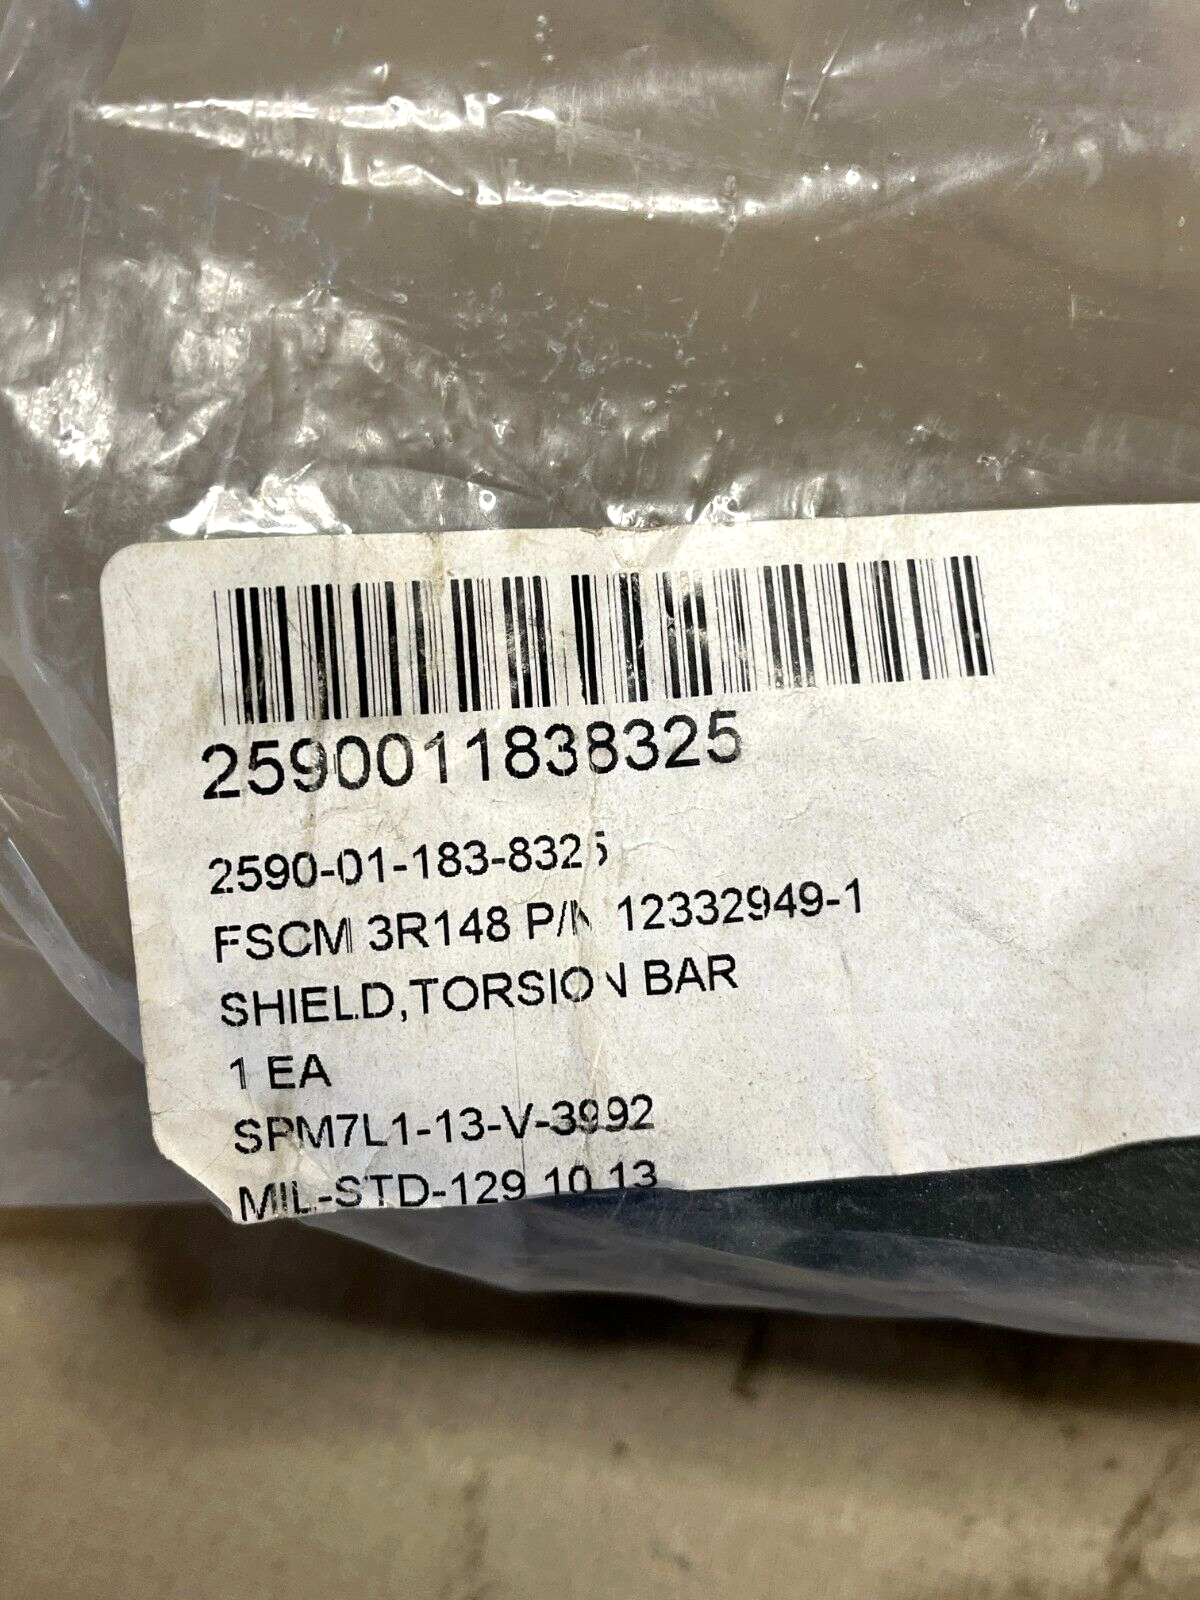 2590011838325
2590-01-183-8325
FSCM 3R148 P/N 12332949-1
SHIELD,TORSION BAR
1 EA
SPM7L1-13-V-3992
MIL-STD-129 10 13